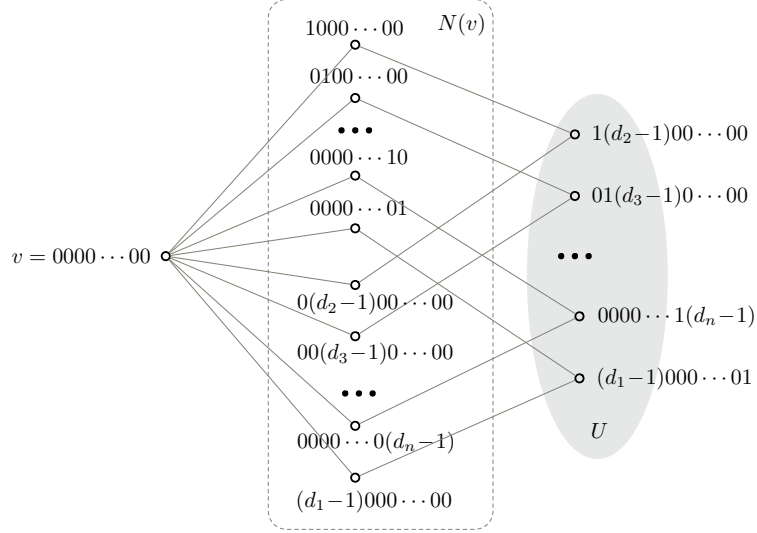 1000⋯00
N(v)
0100⋯00
0000⋯10
0000⋯01
v = 0000⋯00
0(d₂−1)00⋯00
00(d₃−1)0⋯00
0000⋯0(dₙ−1)
(d₁−1)000⋯00
1(d₂−1)00⋯00
01(d₃−1)0⋯00
0000⋯1(dₙ−1)
(d₁−1)000⋯01
U